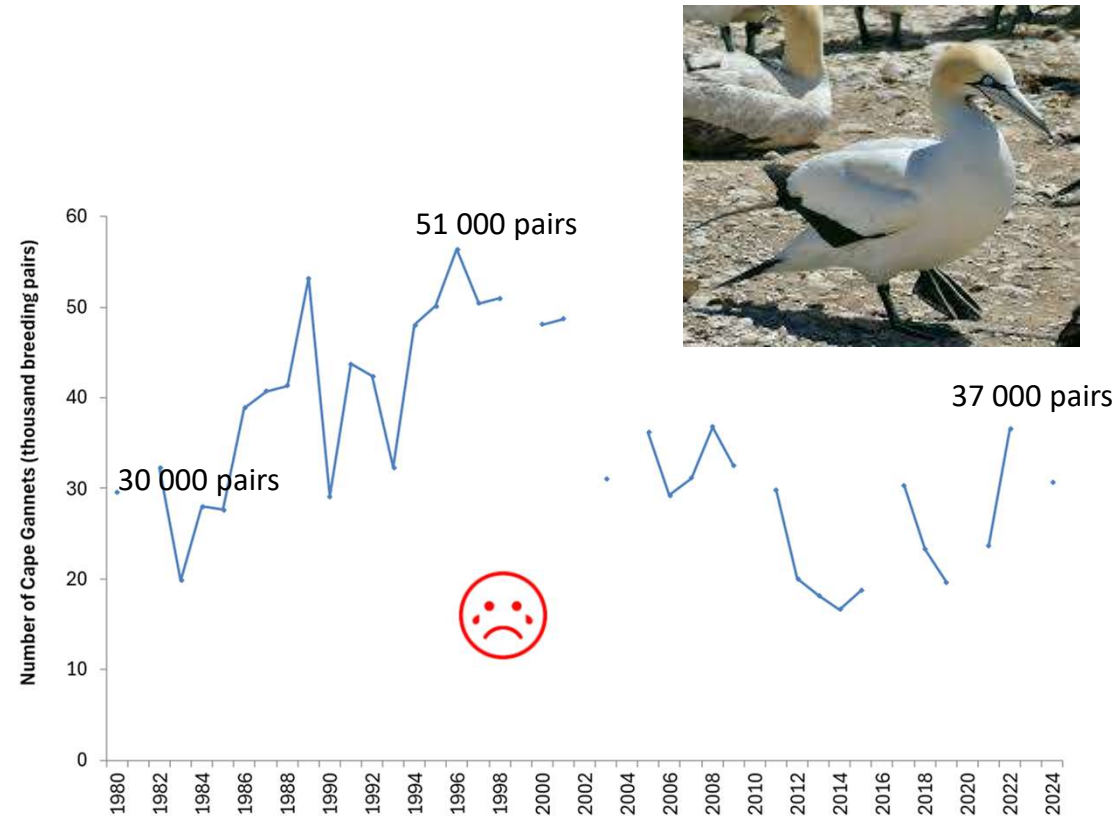 51 000 pairs
37 000 pairs
30 000 pairs
Number of Cape Gannets (thousand breeding pairs)
60
50
40
30
20
10
0
1980 1982 1984 1986 1988 1990 1992 1994 1996 1998 2000 2002 2004 2006 2008 2010 2012 2014 2016 2018 2020 2022 2024